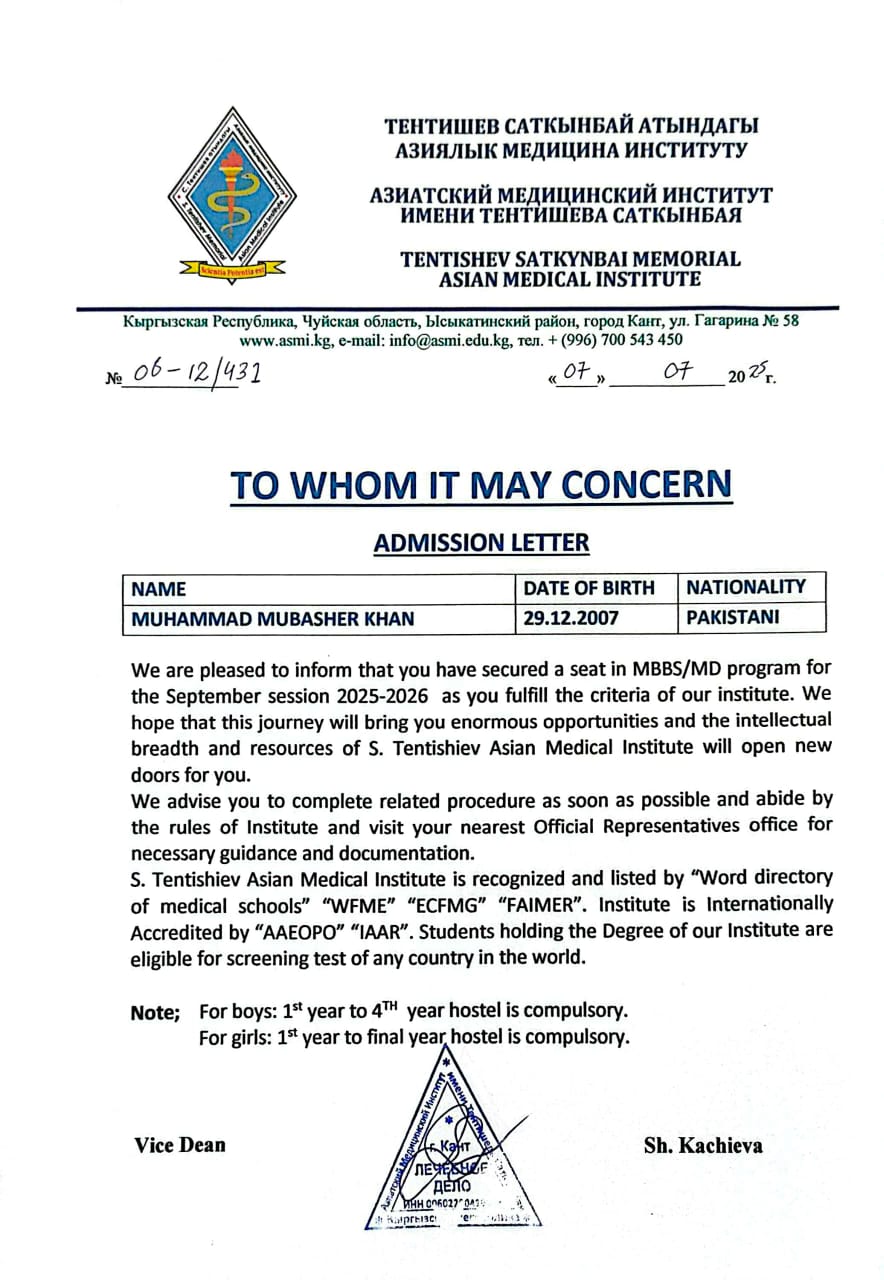 С. Тентишев атындагы Азия медицина институту
S. Tentishev Memorial Asian Medical Institute
Scientia Potentia est
ТЕНТИШЕВ САТКЫНБАЙ АТЫНДАГЫ
АЗИЯЛЫК МЕДИЦИНА ИНСТИТУТУ
АЗИАТСКИЙ МЕДИЦИНСКИЙ ИНСТИТУТ
ИМЕНИ ТЕНТИШЕВА САТКЫНБАЯ
TENTISHEV SATKYNBAI MEMORIAL
ASIAN MEDICAL INSTITUTE
Кыргызская Республика, Чуйская область, Ысыкатинский район, город Кант, ул. Гагарина № 58
www.asmi.kg, e-mail: info@asmi.edu.kg, тел. + (996) 700 543 450
№ 06-12/431 «07» 07 2025г.
TO WHOM IT MAY CONCERN
ADMISSION LETTER
NAME DATE OF BIRTH NATIONALITY
MUHAMMAD MUBASHER KHAN 29.12.2007 PAKISTANI
We are pleased to inform that you have secured a seat in MBBS/MD program for
the September session 2025-2026 as you fulfill the criteria of our institute. We
hope that this journey will bring you enormous opportunities and the intellectual
breadth and resources of S. Tentishiev Asian Medical Institute will open new
doors for you.
We advise you to complete related procedure as soon as possible and abide by
the rules of Institute and visit your nearest Official Representatives office for
necessary guidance and documentation.
S. Tentishiev Asian Medical Institute is recognized and listed by “Word directory
of medical schools” “WFME” “ECFMG” “FAIMER”. Institute is Internationally
Accredited by “AAEOPO” “IAAR”. Students holding the Degree of our Institute are
eligible for screening test of any country in the world.
Note; For boys: 1st year to 4TH year hostel is compulsory.
For girls: 1st year to final year hostel is compulsory.
Азиатский Медицинский Институт
имени
г. Кант
ЛЕЧЕБНОЕ
ДЕЛО
ИНН
Vice Dean Sh. Kachieva